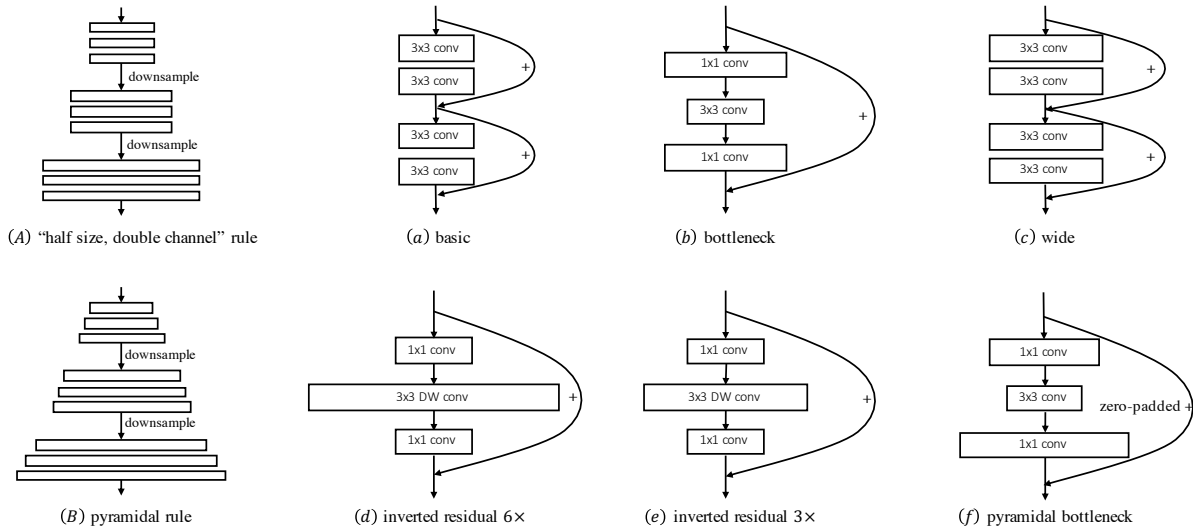 downsample
downsample
(A) “half size, double channel” rule
3x3 conv
3x3 conv
+
3x3 conv
3x3 conv
+
(a) basic
1x1 conv
3x3 conv
1x1 conv
+
(b) bottleneck
3x3 conv
3x3 conv
+
3x3 conv
3x3 conv
+
(c) wide
downsample
downsample
(B) pyramidal rule
1x1 conv
3x3 DW conv
1x1 conv
+
(d) inverted residual 6×
1x1 conv
3x3 DW conv
1x1 conv
+
(e) inverted residual 3×
1x1 conv
3x3 conv
zero-padded +
1x1 conv
(f) pyramidal bottleneck